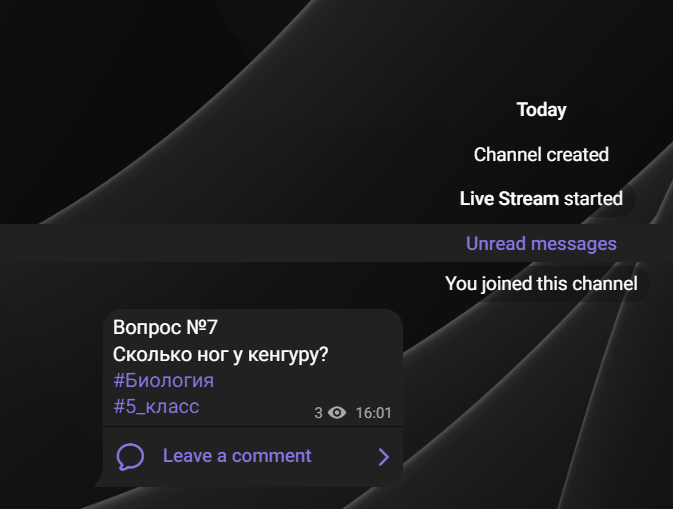 Today
Channel created
Live Stream started
Unread messages
You joined this channel
Вопрос №7
Сколько ног у кенгуру?
#Биология
#5_класс
3 16:01
Leave a comment